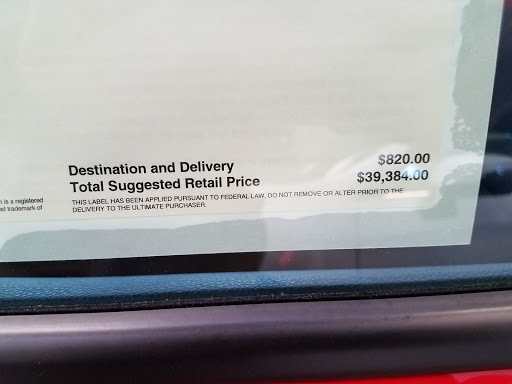 Destination and Delivery $820.00
Total Suggested Retail Price $39,384.00
is a registered
ed trademark of
THIS LABEL HAS BEEN APPLIED PURSUANT TO FEDERAL LAW. DO NOT REMOVE OR ALTER PRIOR TO THE
DELIVERY TO THE ULTIMATE PURCHASER.